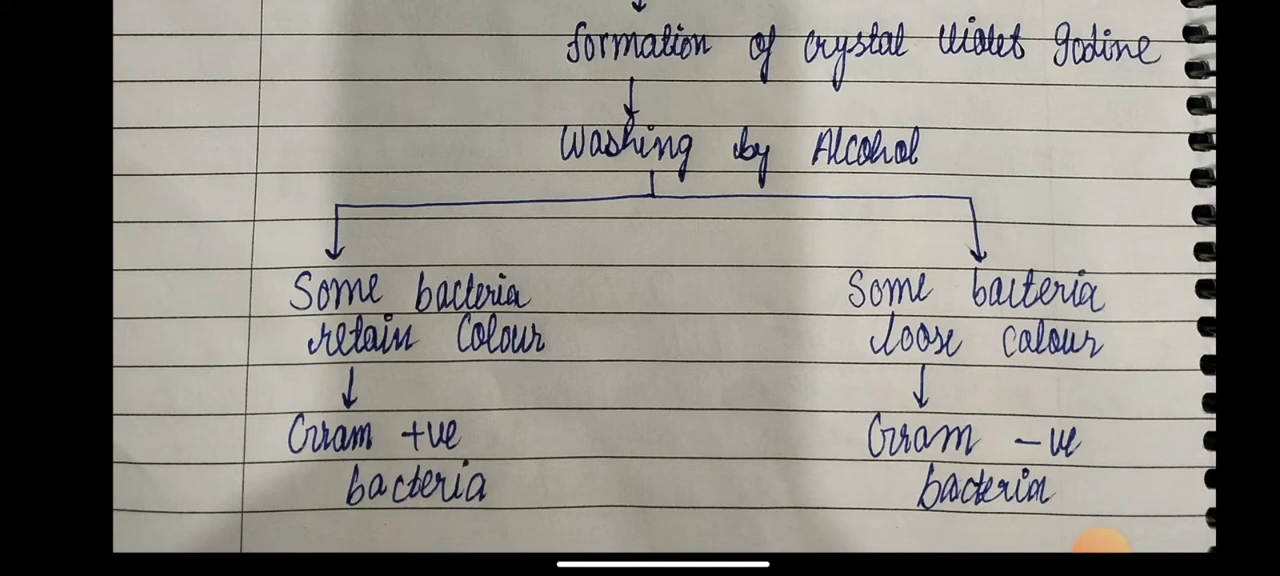 formation of crystal violet Iodine
Washing by Alcohol
Some bacteria
retain Colour
Gram +ve
bacteria
Some bacteria
loose colour
Gram -ve
bacteria